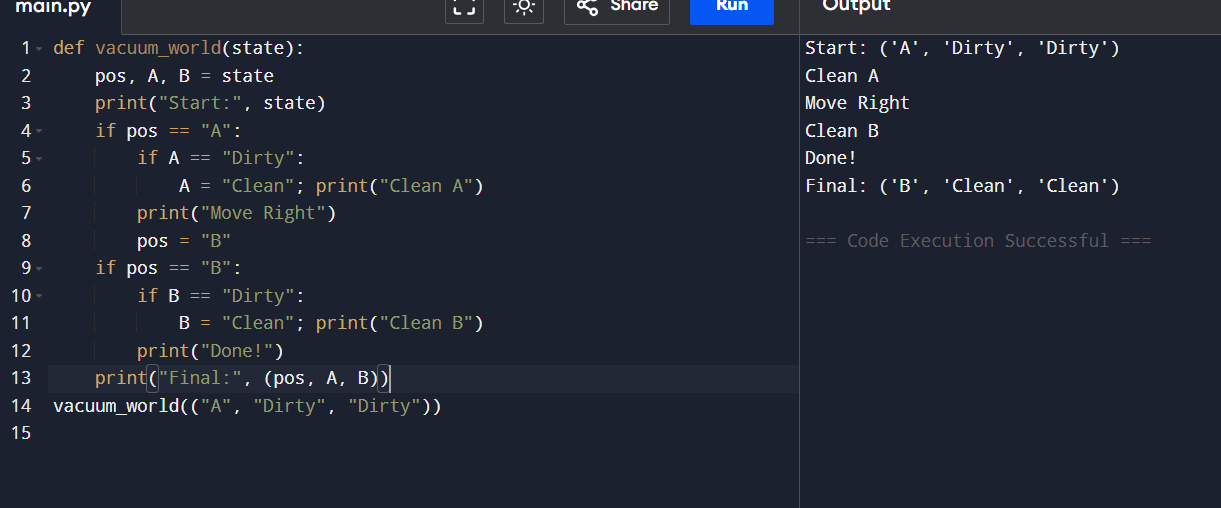 main.py
Share
Run
Output
1 def vacuum_world(state):
2     pos, A, B = state
3     print("Start:", state)
4     if pos == "A":
5         if A == "Dirty":
6             A = "Clean"; print("Clean A")
7         print("Move Right")
8         pos = "B"
9     if pos == "B":
10         if B == "Dirty":
11             B = "Clean"; print("Clean B")
12         print("Done!")
13     print("Final:", (pos, A, B))
14 vacuum_world(("A", "Dirty", "Dirty"))
15
Start: ('A', 'Dirty', 'Dirty')
Clean A
Move Right
Clean B
Done!
Final: ('B', 'Clean', 'Clean')
=== Code Execution Successful ===